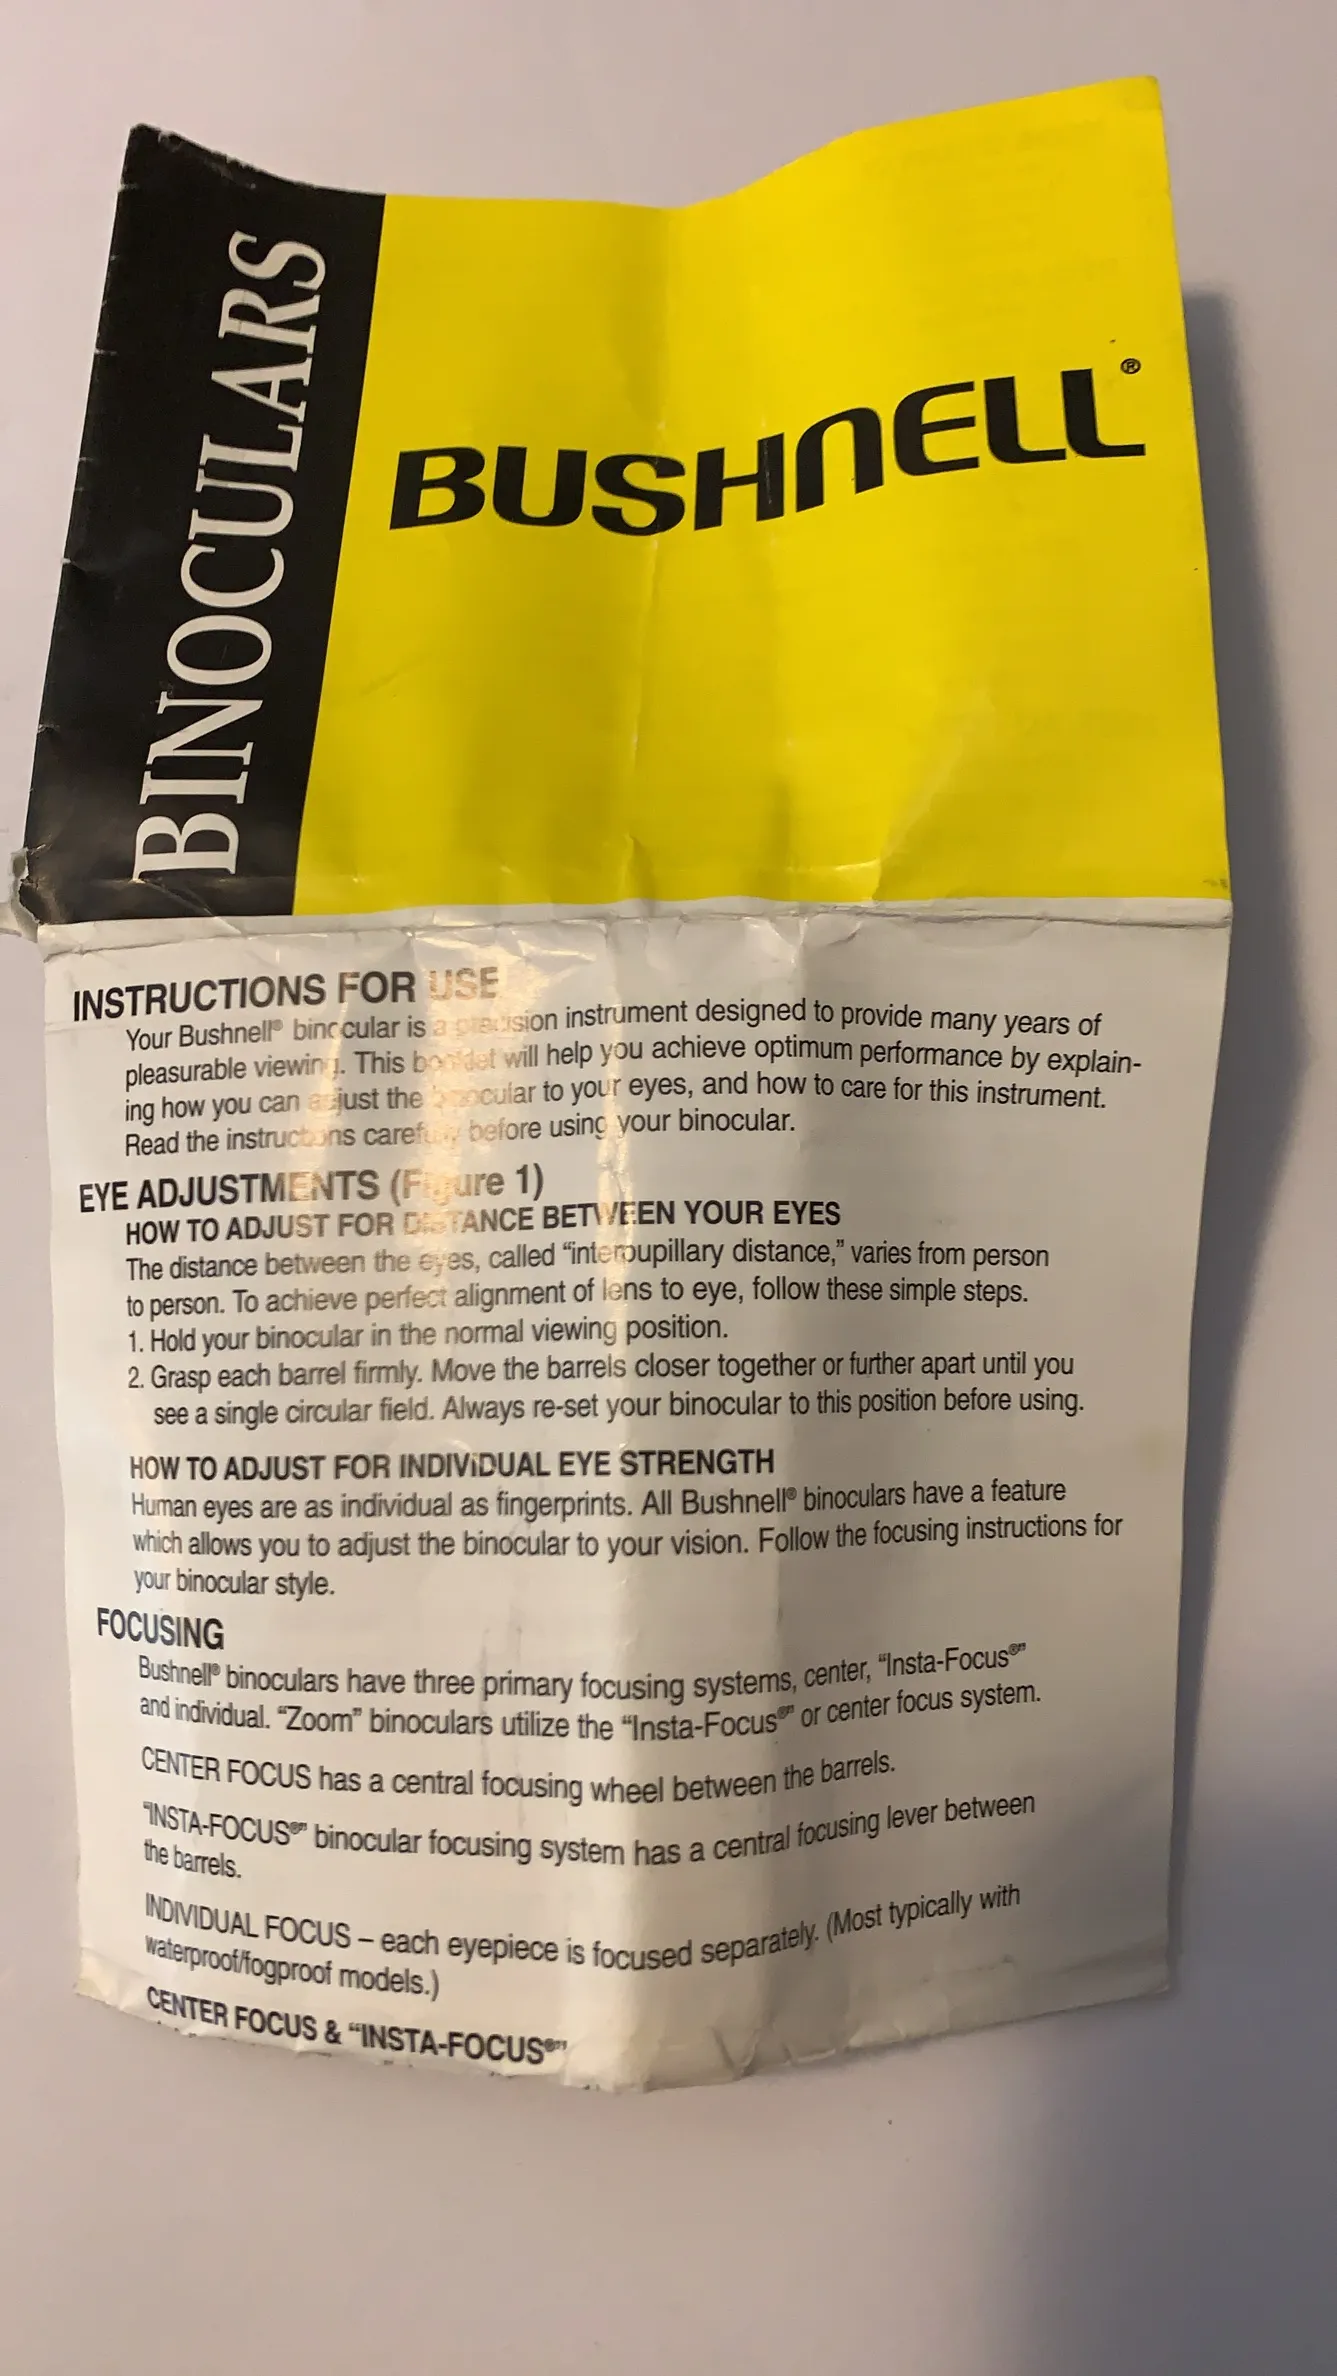 BINOCULARS
BUSHNELL®
INSTRUCTIONS FOR USE
Your Bushnell® binocular is a precision instrument designed to provide many years of
pleasurable viewing. This booklet will help you achieve optimum performance by explain-
ing how you can adjust the binocular to your eyes, and how to care for this instrument.
Read the instructions carefully before using your binocular.
EYE ADJUSTMENTS (Figure 1)
HOW TO ADJUST FOR DISTANCE BETWEEN YOUR EYES
The distance between the eyes, called “interpupillary distance,” varies from person
to person. To achieve perfect alignment of lens to eye, follow these simple steps.
1. Hold your binocular in the normal viewing position.
2. Grasp each barrel firmly. Move the barrels closer together or further apart until you
see a single circular field. Always re-set your binocular to this position before using.
HOW TO ADJUST FOR INDIVIDUAL EYE STRENGTH
Human eyes are as individual as fingerprints. All Bushnell® binoculars have a feature
which allows you to adjust the binocular to your vision. Follow the focusing instructions for
your binocular style.
FOCUSING
Bushnell® binoculars have three primary focusing systems, center, “Insta-Focus®”
and individual. “Zoom” binoculars utilize the “Insta-Focus®” or center focus system.
CENTER FOCUS has a central focusing wheel between the barrels.
“INSTA-FOCUS®” binocular focusing system has a central focusing lever between
the barrels.
INDIVIDUAL FOCUS – each eyepiece is focused separately. (Most typically with
waterproof/fogproof models.)
CENTER FOCUS & “INSTA-FOCUS®”